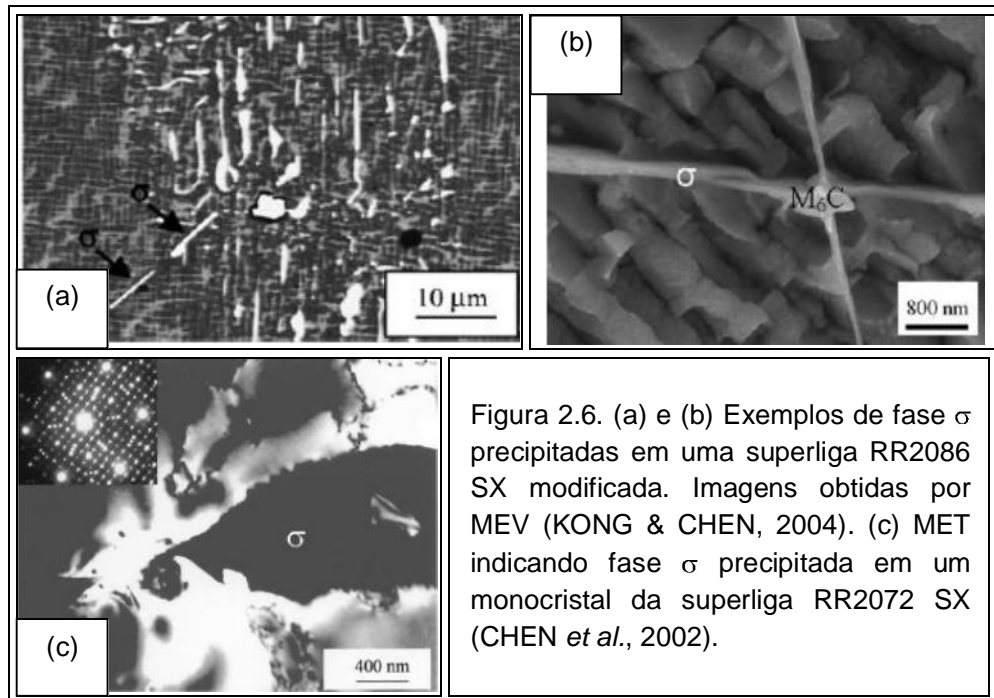 σ
σ
(a)
10 µm
(b)
σ
M₆C
800 nm
σ
(c)
400 nm
Figura 2.6. (a) e (b) Exemplos de fase σ
precipitadas em uma superliga RR2086
SX modificada. Imagens obtidas por
MEV (KONG & CHEN, 2004). (c) MET
indicando fase σ precipitada em um
monocristal da superliga RR2072 SX
(CHEN et al., 2002).